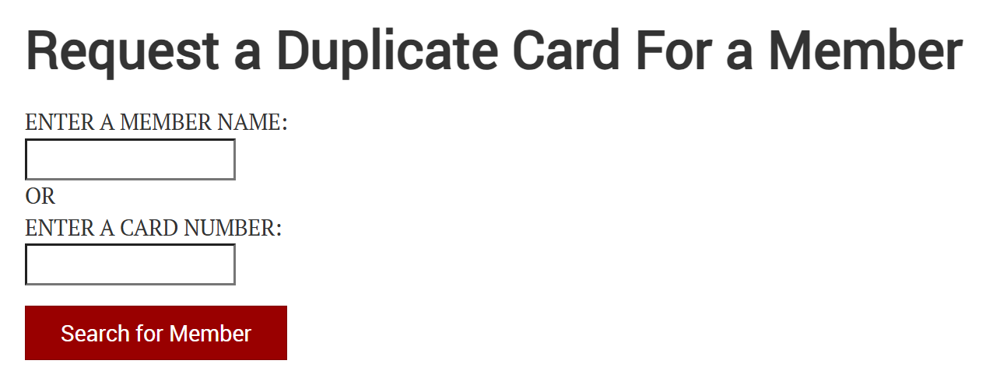 Request a Duplicate Card For a Member
ENTER A MEMBER NAME:
OR
ENTER A CARD NUMBER:
Search for Member